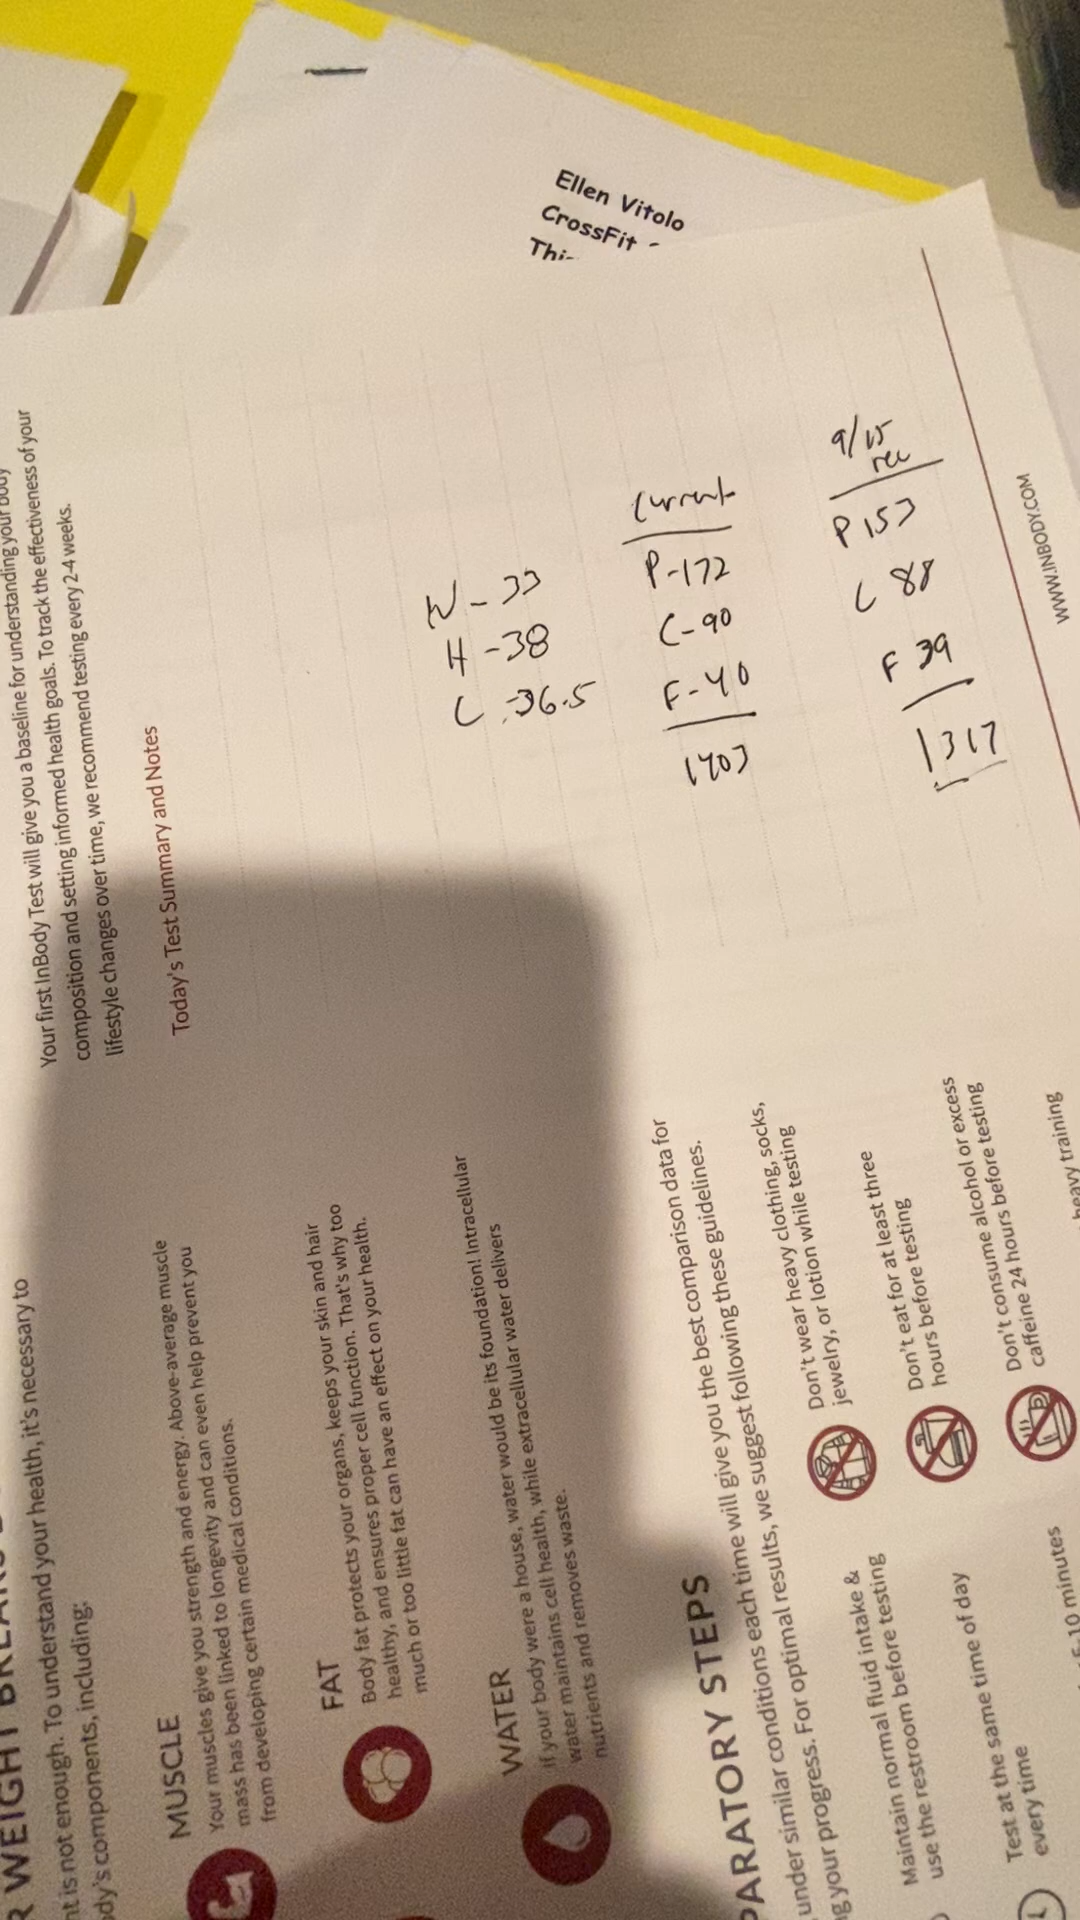 Ellen Vitolo
CrossFit -
Your first InBody Test will give you a baseline for understanding your body
composition and setting informed health goals. To track the effectiveness of your
lifestyle changes over time, we recommend testing every 2-4 weeks.
Today's Test Summary and Notes
W - 33
H - 38
C - 36.5
Current
P - 172
C - 90
F - 40
1403
9/15
rec
P 153
C 88
F 39
1317
WWW.INBODY.COM
R WEIGHT
is not enough. To understand your health, it's necessary to
components, including:
MUSCLE
Your muscles give you strength and energy. Above-average muscle
mass has been linked to longevity and can even help prevent you
from developing certain medical conditions.
FAT
Body fat protects your organs, keeps your skin and hair
healthy, and ensures proper cell function. That's why too
much or too little fat can have an effect on your health.
WATER
If your body were a house, water would be its foundation! Intracellular
water maintains cell health, while extracellular water delivers
nutrients and removes waste.
PARATORY STEPS
under similar conditions each time will give you the best comparison data for
your progress. For optimal results, we suggest following these guidelines.
Maintain normal fluid intake &
use the restroom before testing
Test at the same time of day
every time
10 minutes
Don't wear heavy clothing, socks,
jewelry, or lotion while testing
Don't eat for at least three
hours before testing
Don't consume alcohol or excess
caffeine 24 hours before testing
heavy training